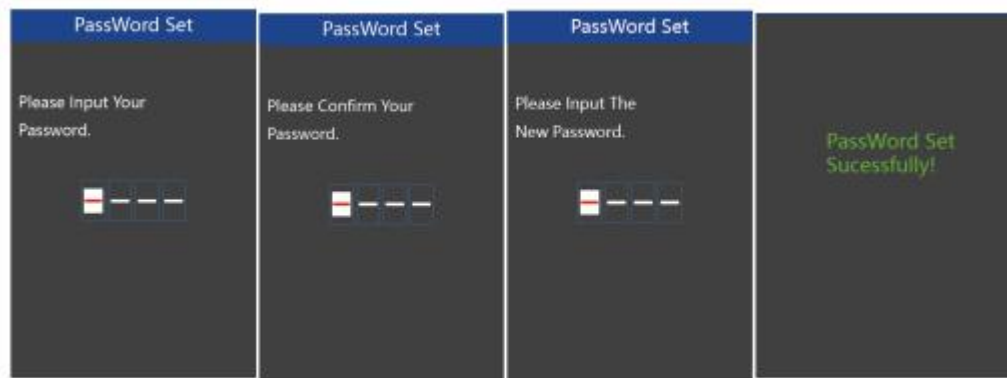 PassWord Set
Please Input Your
Password.
PassWord Set
Please Confirm Your
Password.
PassWord Set
Please Input The
New Password.
PassWord Set
Sucessfully!